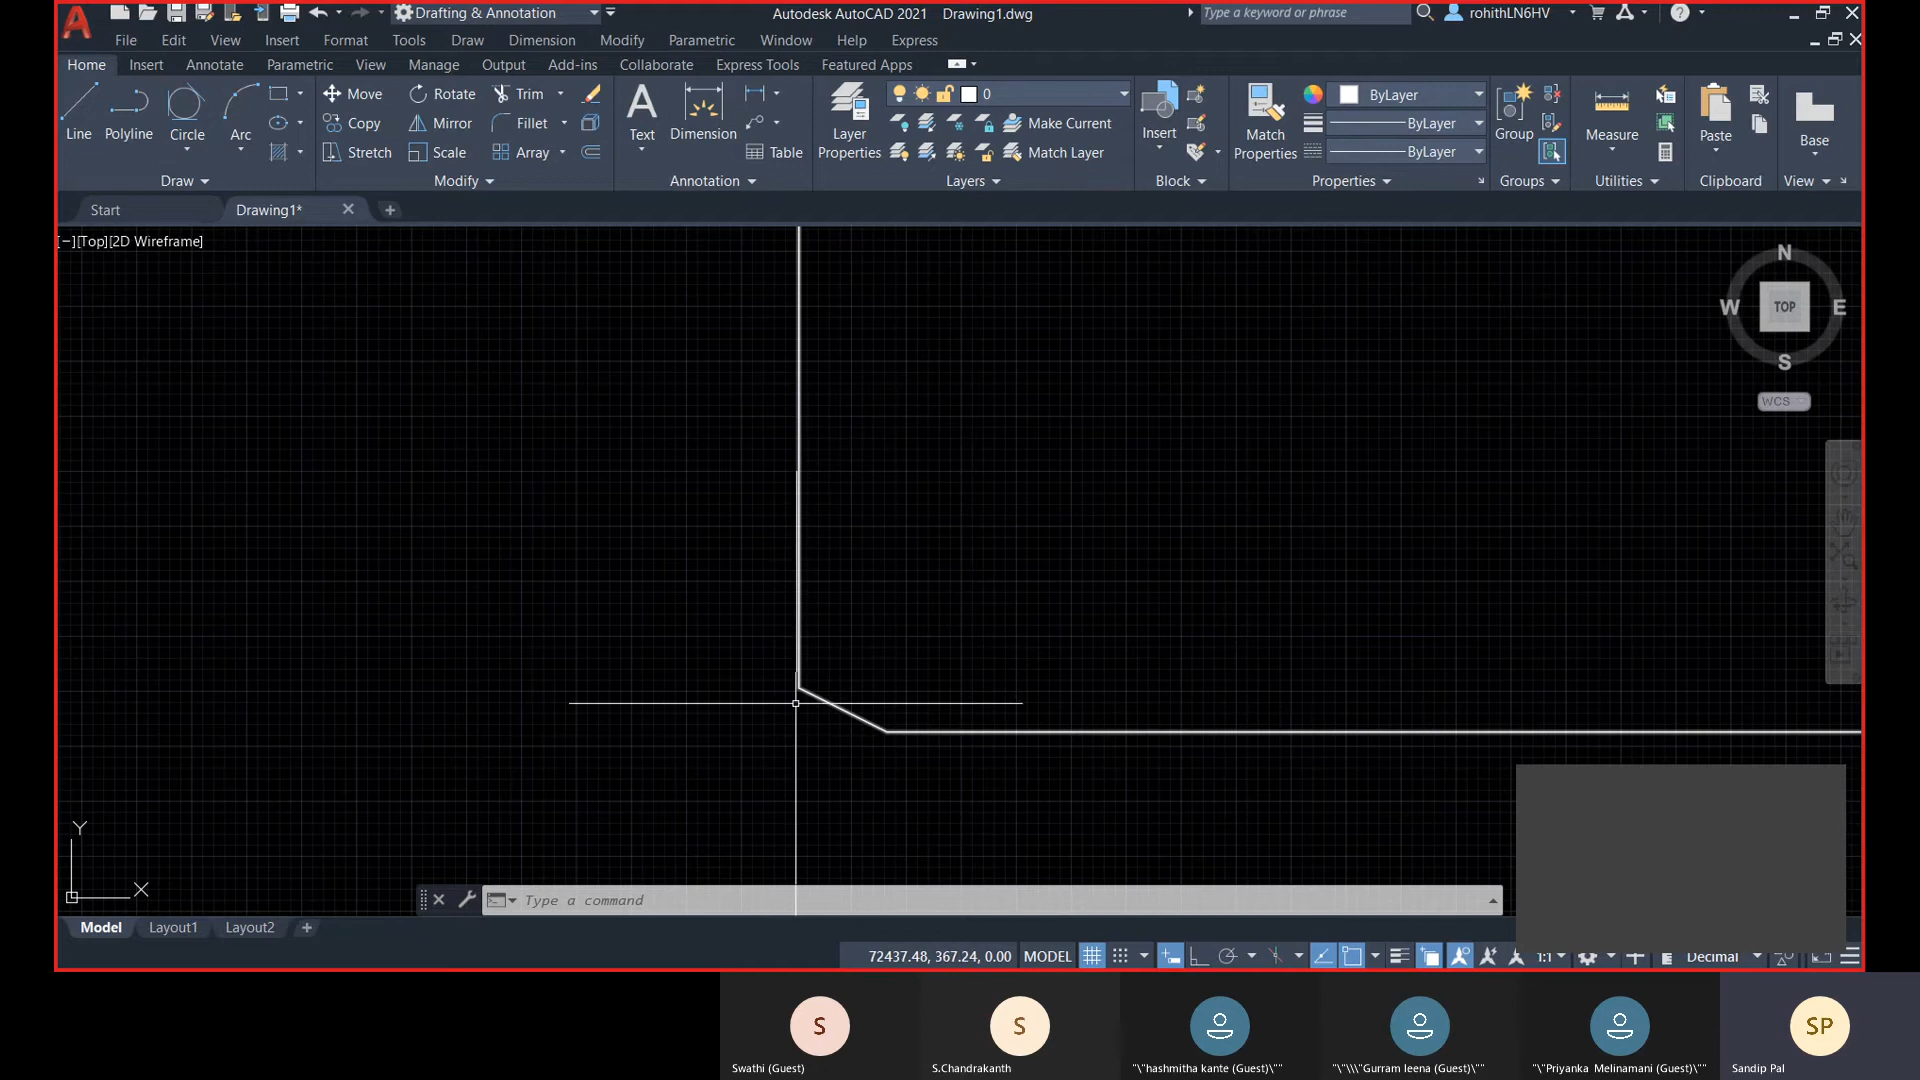 Drafting & Annotation
Autodesk AutoCAD 2021 Drawing1.dwg
Type a keyword or phrase
rohithLN6HV
File Edit View Insert Format Tools Draw Dimension Modify Parametric Window Help Express
Home Insert Annotate Parametric View Manage Output Add-ins Collaborate Express Tools Featured Apps
Line Polyline Circle Arc
Move Rotate Trim
Copy Mirror Fillet
Stretch Scale Array
Text Dimension Table
Layer Properties
0
Make Current
Match Layer
Insert
Match Properties
ByLayer
ByLayer
ByLayer
Group
Measure
Paste
Base
Draw Modify Annotation Layers Block Properties Groups Utilities Clipboard View
Start Drawing1*
[−][Top][2D Wireframe]
N
W TOP E
S
WCS
Y
X
Type a command
Model Layout1 Layout2
72437.48, 367.24, 0.00 MODEL 1:1 Decimal
S S SP
Swathi (Guest) S.Chandrakanth "\"hashmitha kante (Guest)\"" "\"\\\"Gurram leena (Guest)\"" "\"Priyanka Melinamani (Guest)\"" Sandip Pal